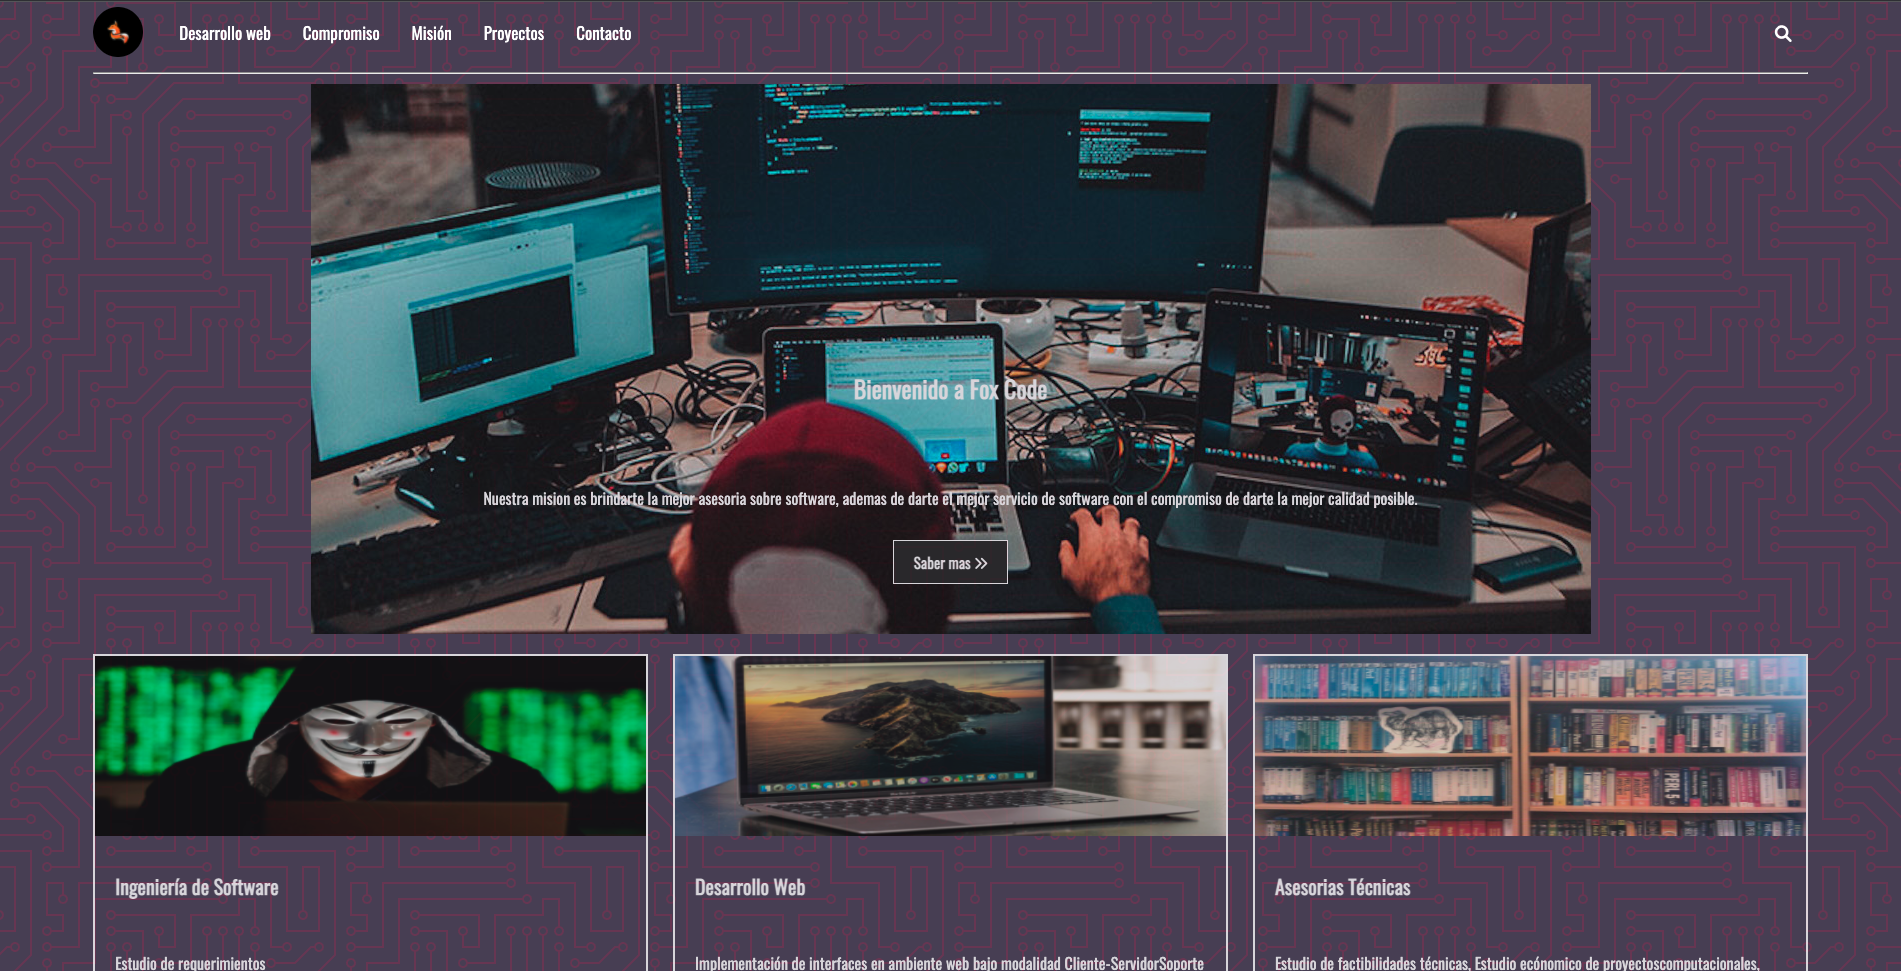 Desarrollo web Compromiso Misión Proyectos Contacto
Bienvenido a Fox Code
Nuestra mision es brindarte la mejor asesoria sobre software, ademas de darte el mejor servicio de software con el compromiso de darte la mejor calidad posible.
Saber mas
PERL5
Ingeniería de Software
Desarrollo Web
Asesorias Técnicas
Estudio de requerimientos
Implementación de interfaces en ambiente web bajo modalidad Cliente-ServidorSoporte
Estudio de factibilidades técnicas, Estudio ecónomico de proyectoscomputacionales,